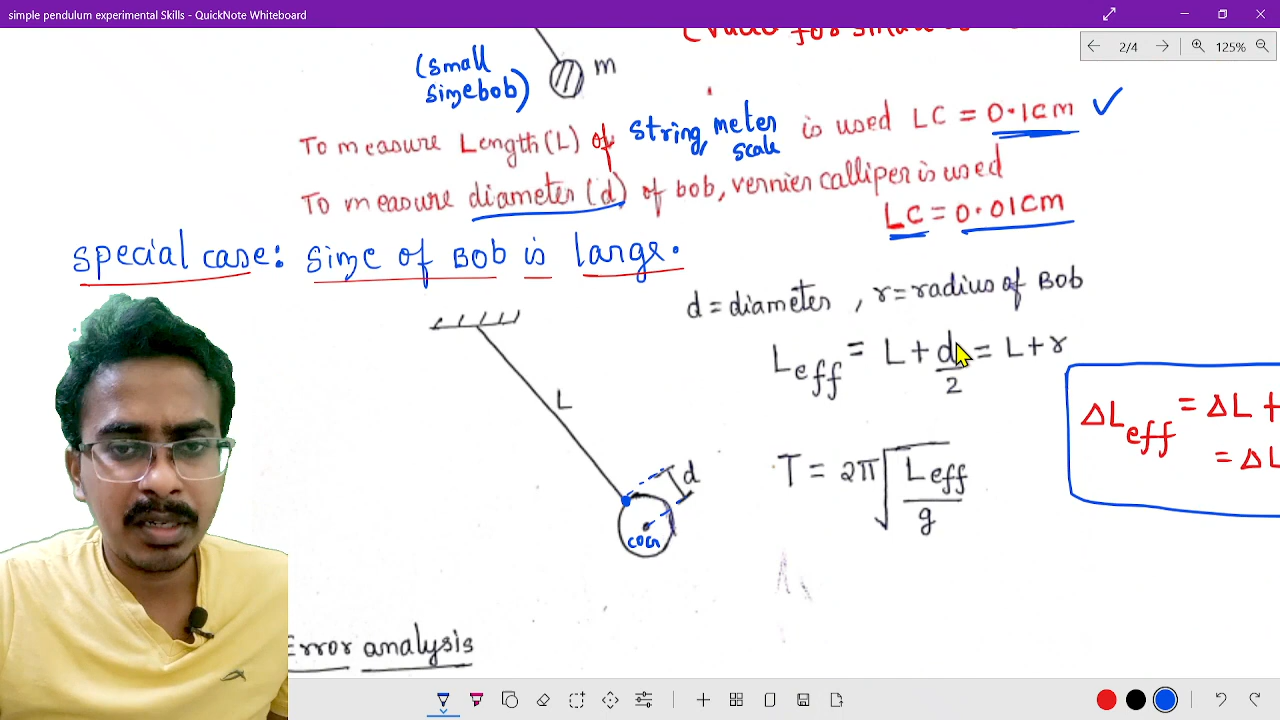 simple pendulum experimental Skills - QuickNote Whiteboard
2/4
125%
(small
size bob)
m
To measure Length (L) of string, meter scale is used LC = 0.1cm ✓
To measure diameter (d) of bob, vernier calliper is used
LC = 0.01cm
special case: size of Bob is large.
d = diameter, r = radius of Bob
Leff = L + d/2 = L + r
L
ΔLeff = ΔL +
= ΔL
d
T = 2π√(Leff/g)
COG
Error analysis